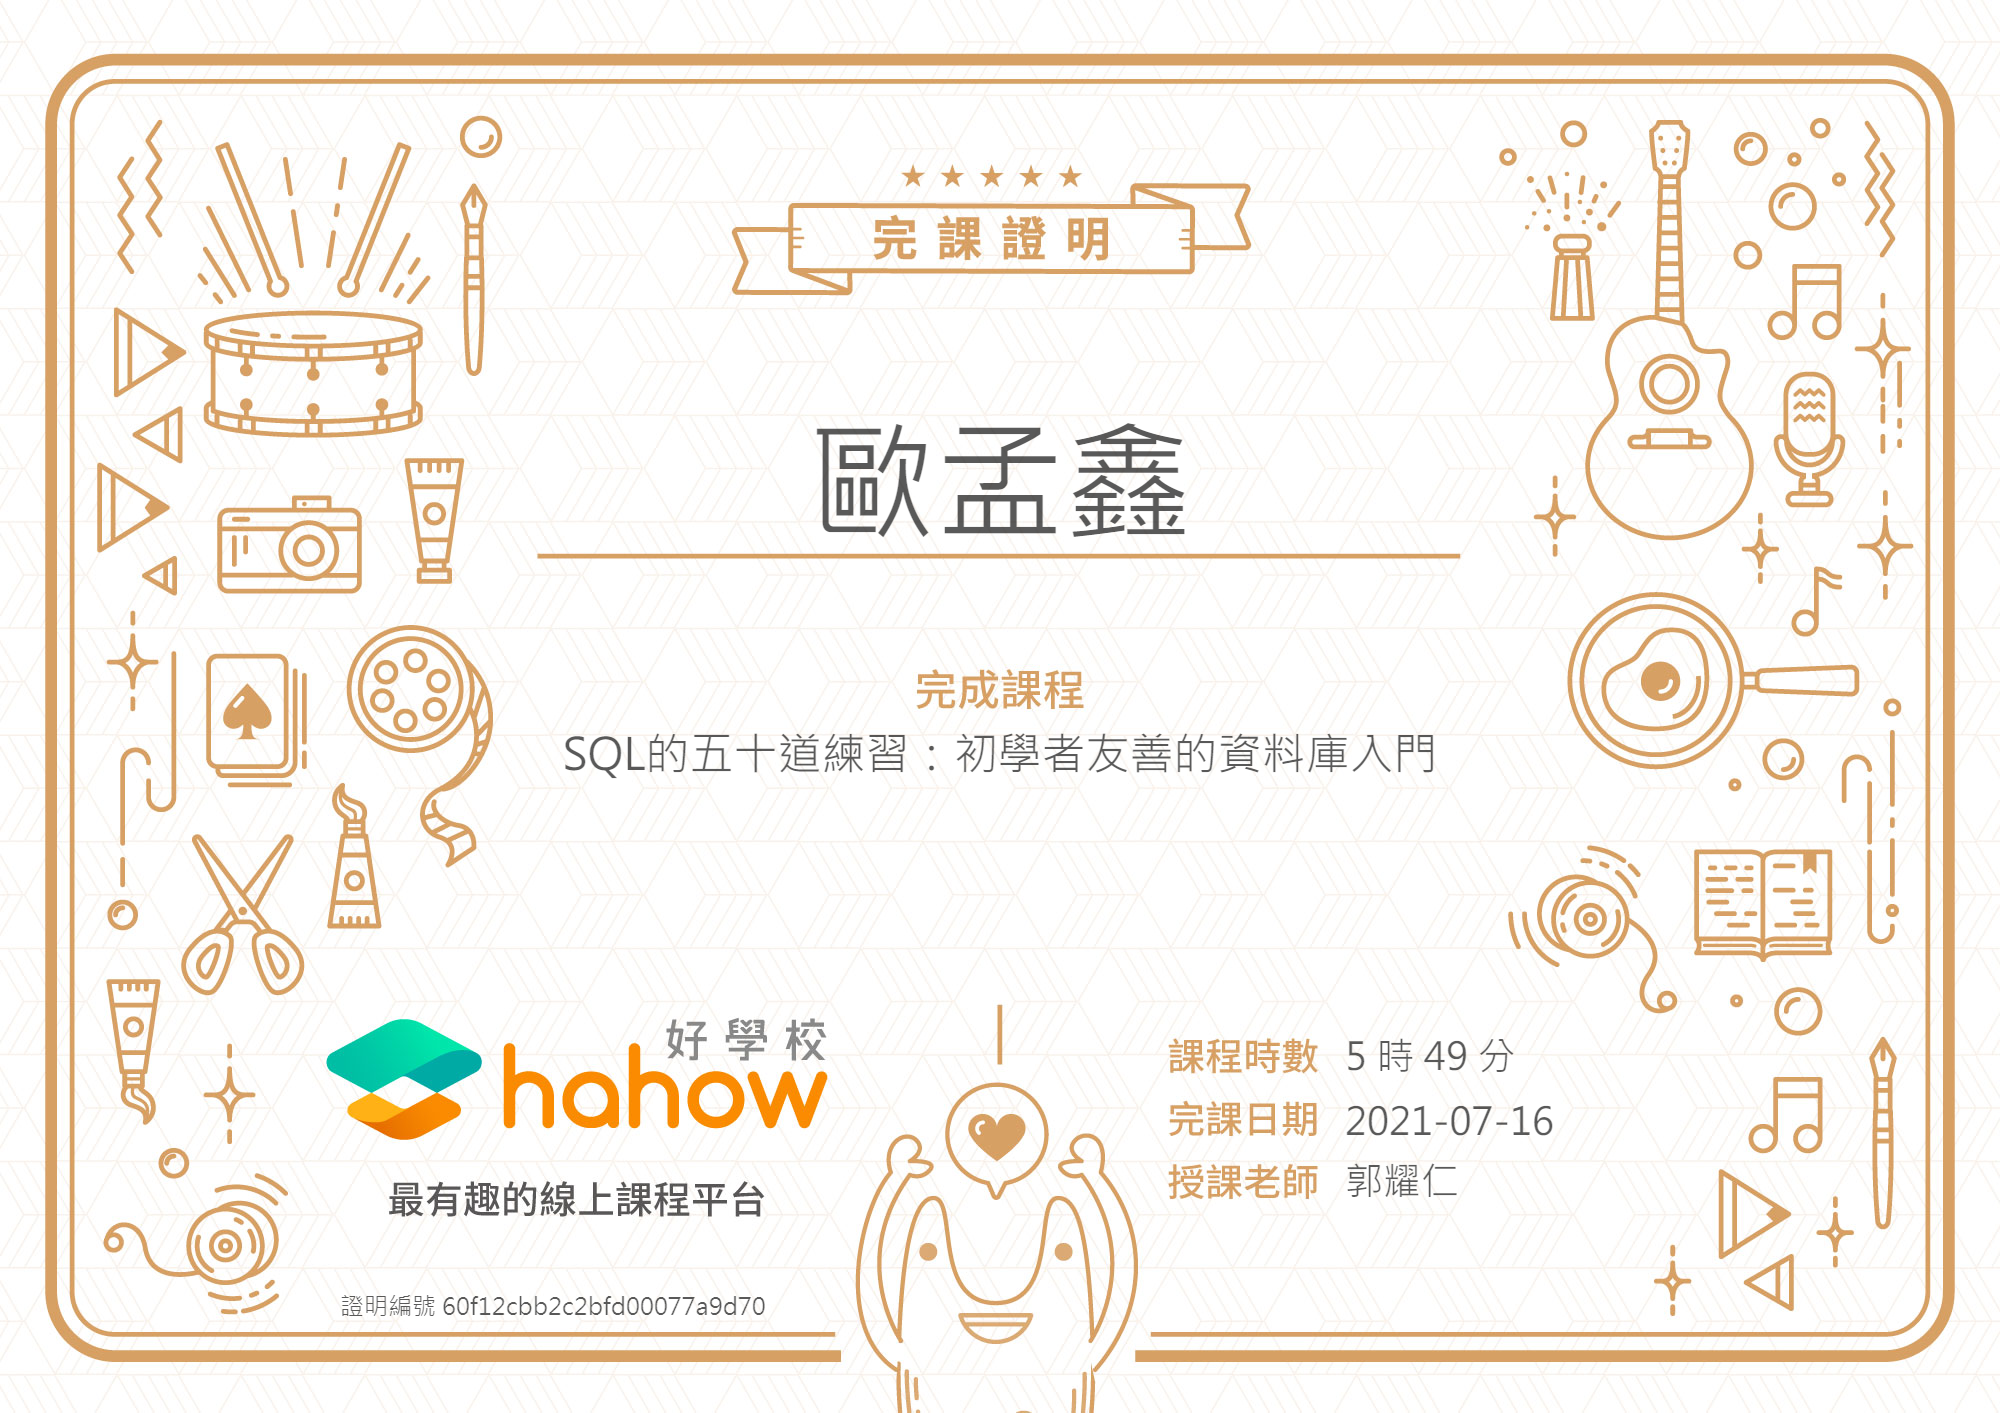 完課證明
歐孟鑫
完成課程
SQL的五十道練習：初學者友善的資料庫入門
好學校
hahow
最有趣的線上課程平台
證明編號 60f12cbb2c2bfd00077a9d70
課程時數 5 時 49 分
完課日期 2021-07-16
授課老師 郭耀仁